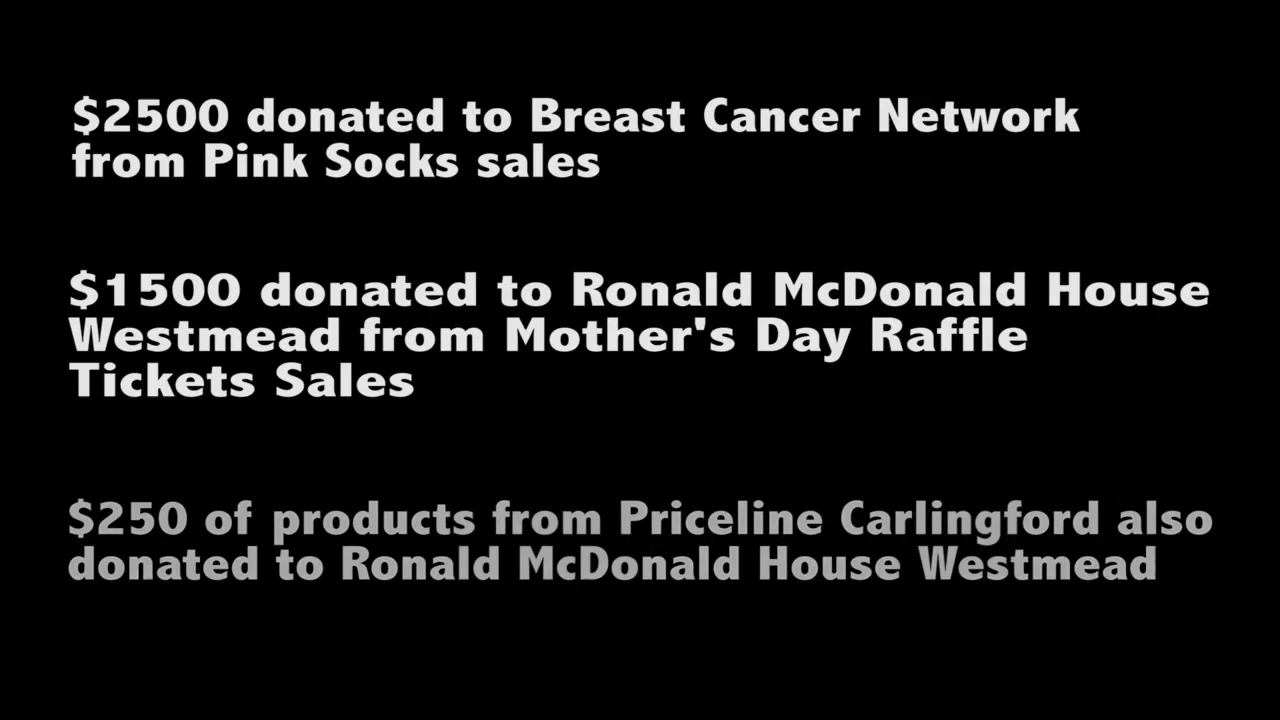 $2500 donated to Breast Cancer Network
from Pink Socks sales
$1500 donated to Ronald McDonald House
Westmead from Mother's Day Raffle
Tickets Sales
$250 of products from Priceline Carlingford also
donated to Ronald McDonald House Westmead